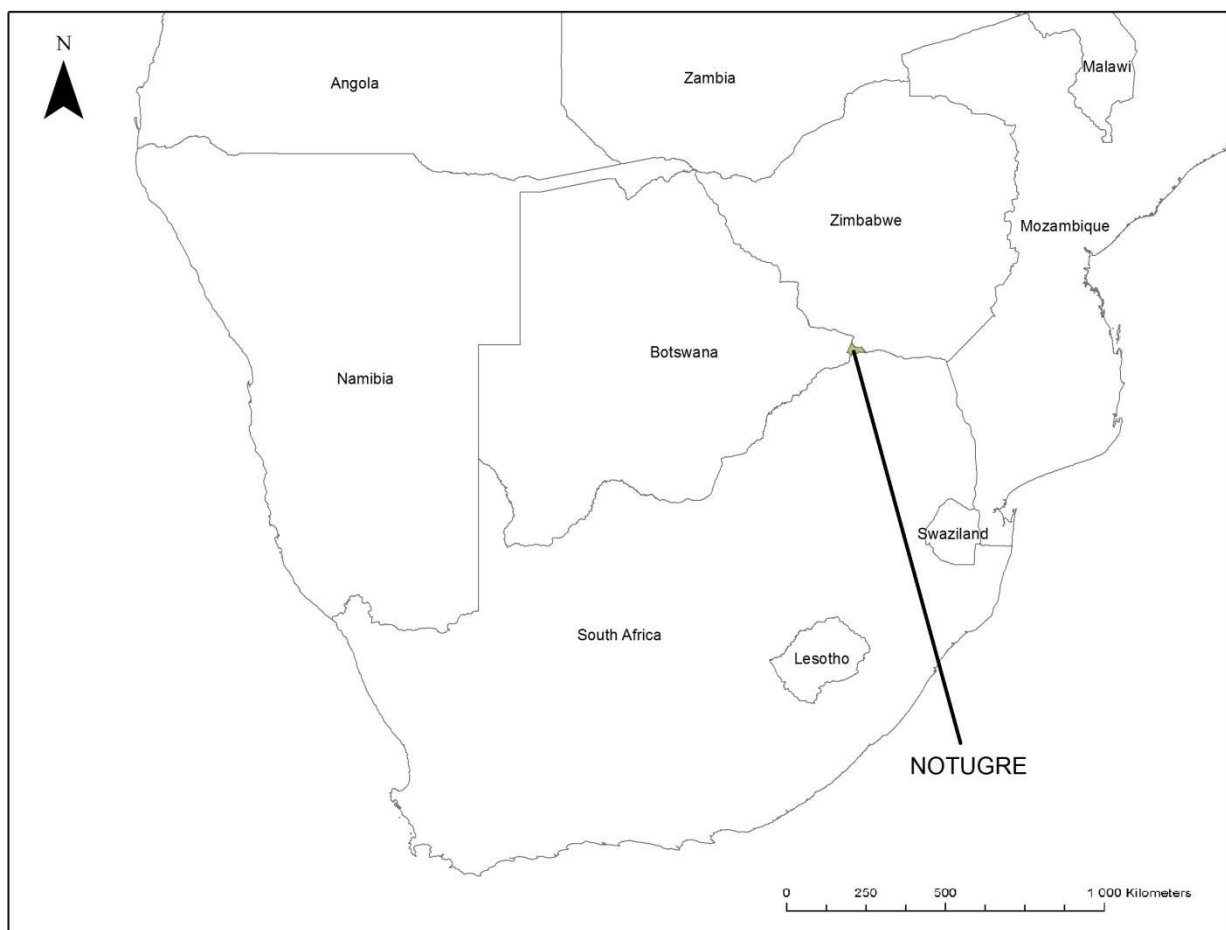 N
Angola
Zambia
Malawi
Zimbabwe
Mozambique
Botswana
Namibia
Swaziland
South Africa
Lesotho
NOTUGRE
0 250 500 1 000 Kilometers